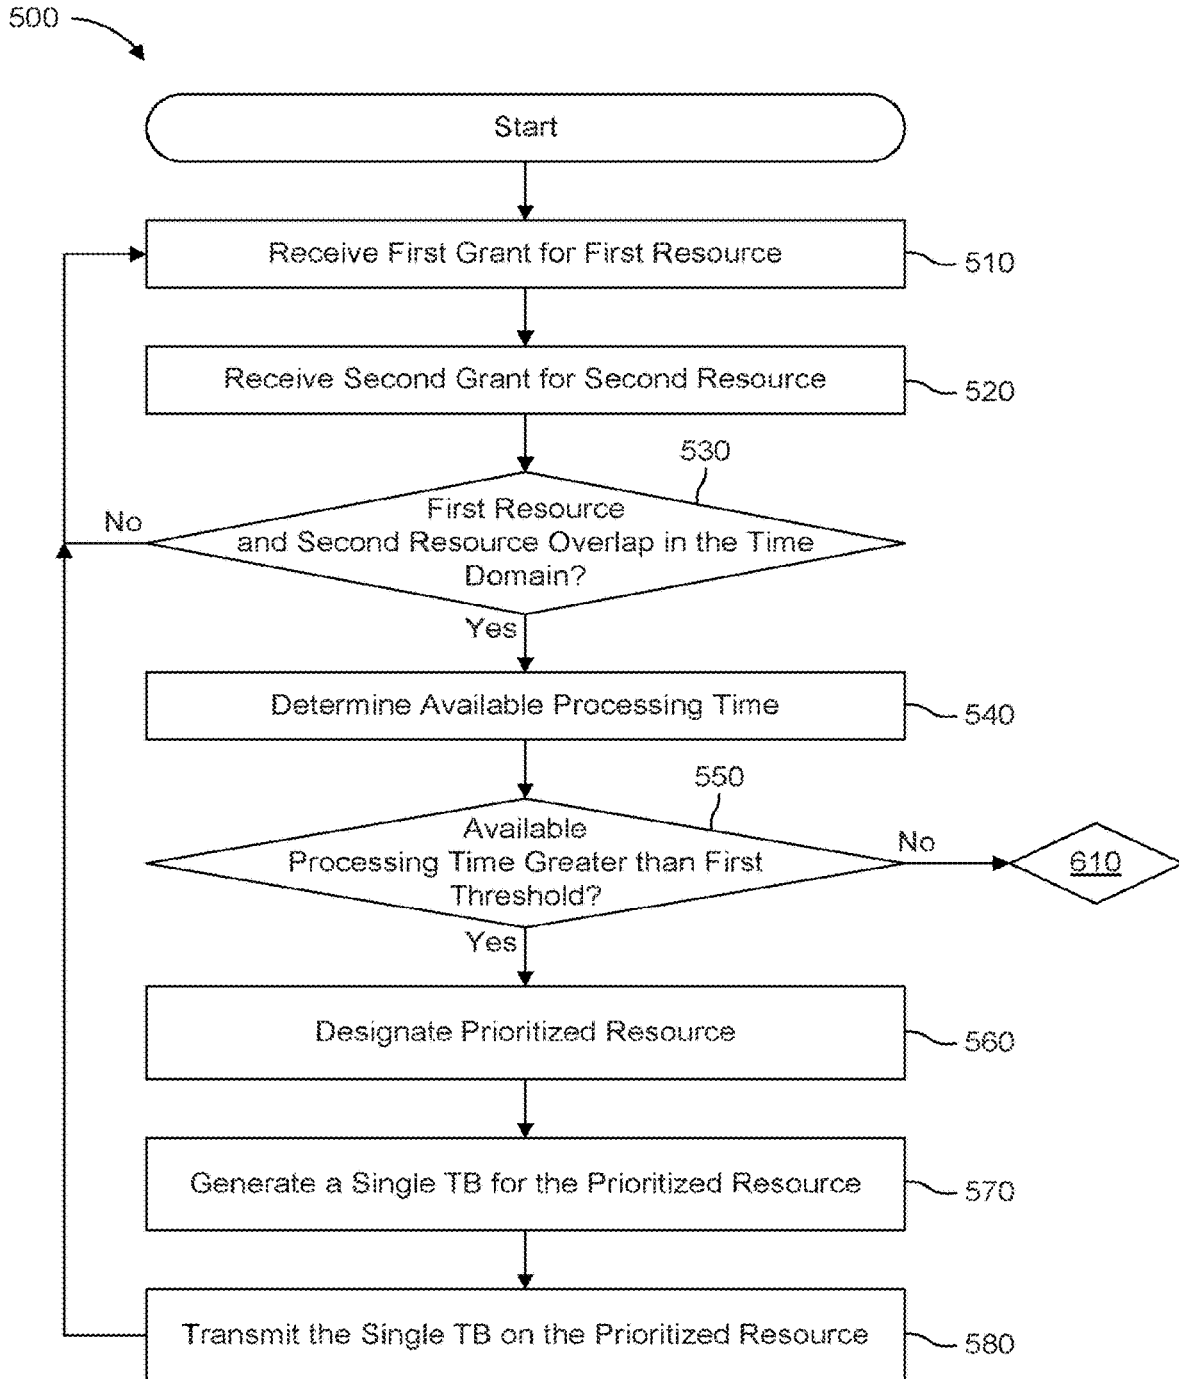 500
Start
Receive First Grant for First Resource
510
Receive Second Grant for Second Resource
520
530
First Resource
and Second Resource Overlap in the Time
Domain?
No
Yes
Determine Available Processing Time
540
550
Available
Processing Time Greater than First
Threshold?
No
610
Yes
Designate Prioritized Resource
560
Generate a Single TB for the Prioritized Resource
570
Transmit the Single TB on the Prioritized Resource
580